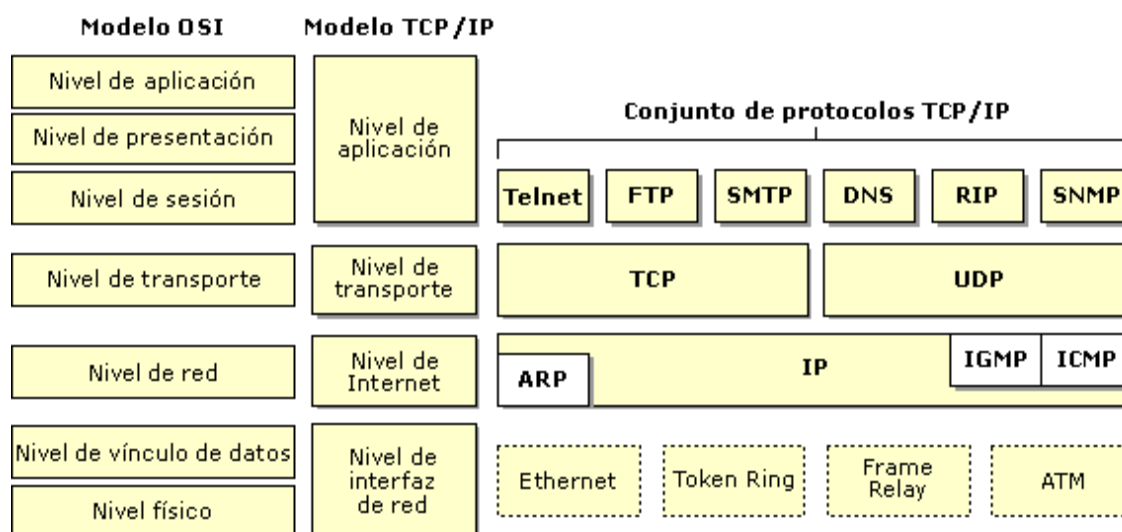 Modelo OSI
Modelo TCP/IP
Nivel de aplicación
Nivel de presentación
Nivel de sesión
Nivel de
aplicación
Conjunto de protocolos TCP/IP
Telnet
FTP
SMTP
DNS
RIP
SNMP
Nivel de transporte
Nivel de
transporte
TCP
UDP
Nivel de red
Nivel de
Internet
ARP
IP
IGMP
ICMP
Nivel de vínculo de datos
Nivel físico
Nivel de
interfaz
de red
Ethernet
Token Ring
Frame
Relay
ATM